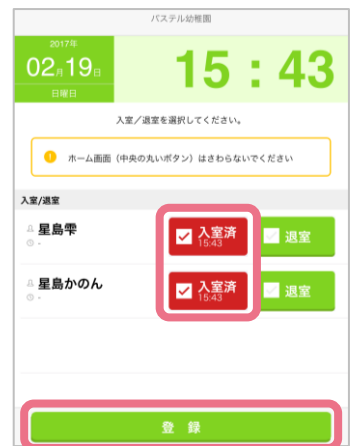 パステル幼稚園
2017年
02月19日
日曜日
15：43
入室／退室を選択してください。
ホーム画面（中央の丸いボタン）はさわらないでください
入室/退室
星島雫
-
入室済
15:43
退室
星島かのん
-
入室済
15:43
退室
登 録